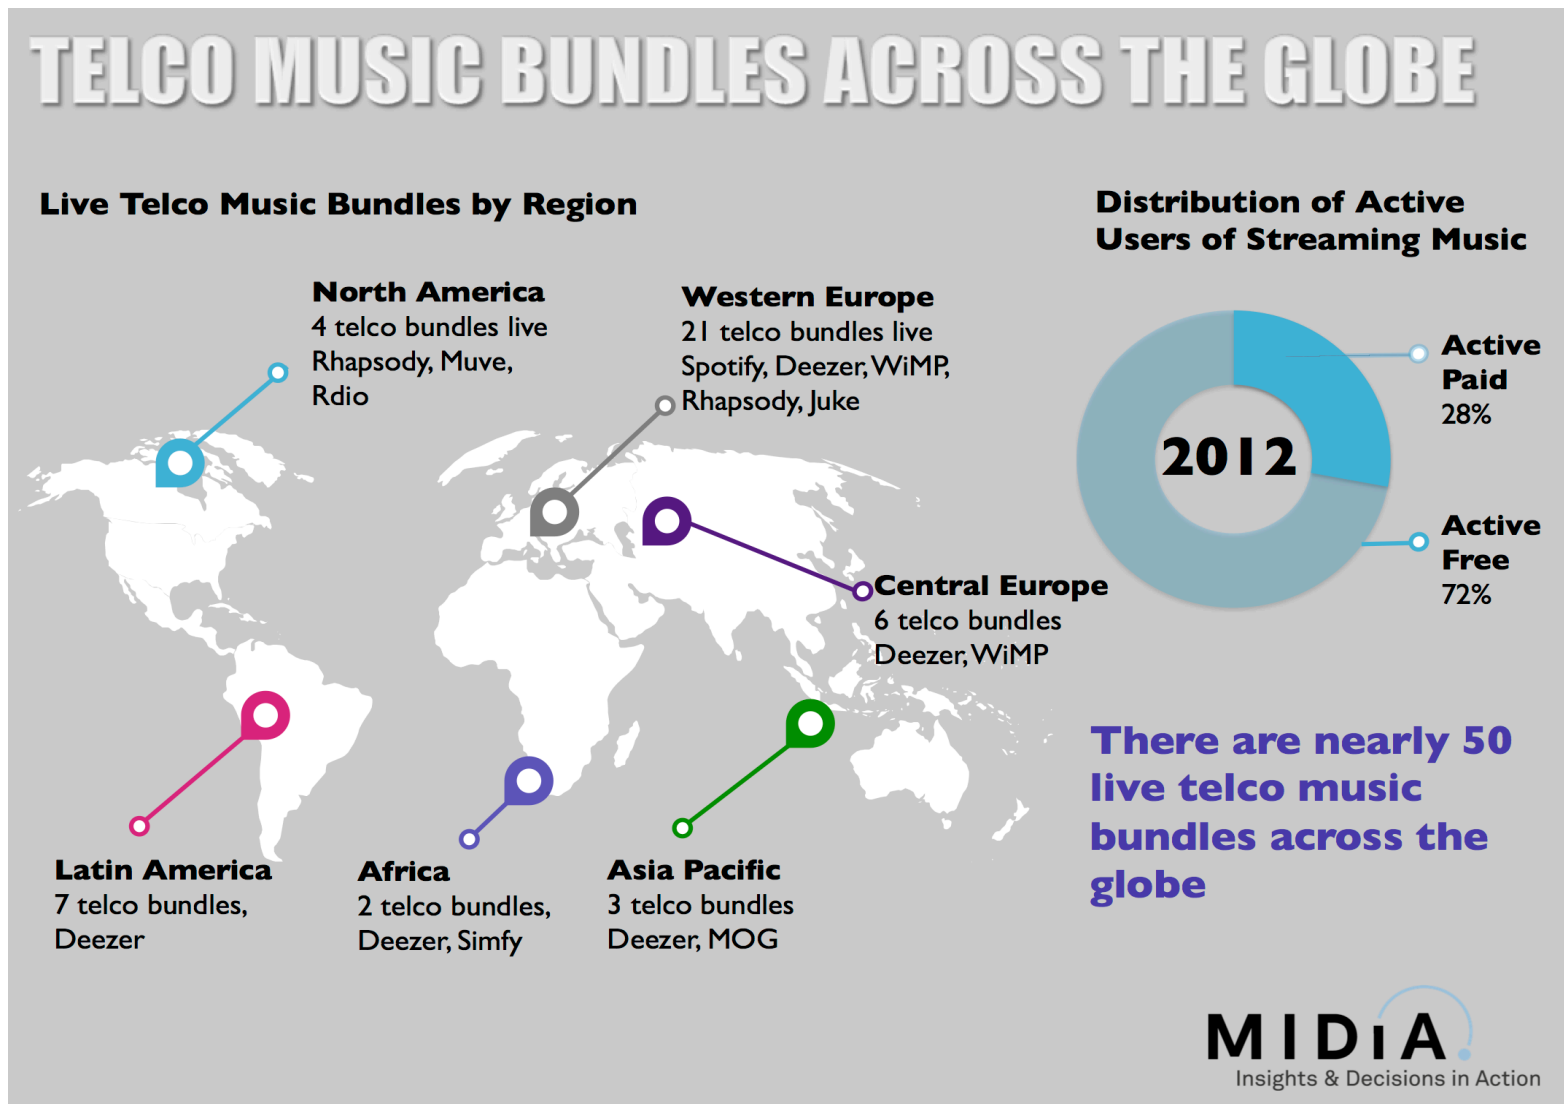 TELCO MUSIC BUNDLES ACROSS THE GLOBE
Live Telco Music Bundles by Region
North America
4 telco bundles live
Rhapsody, Muve,
Rdio
Western Europe
21 telco bundles live
Spotify, Deezer, WiMP,
Rhapsody, Juke
Central Europe
6 telco bundles
Deezer, WiMP
Latin America
7 telco bundles,
Deezer
Africa
2 telco bundles,
Deezer, Simfy
Asia Pacific
3 telco bundles
Deezer, MOG
Distribution of Active
Users of Streaming Music
2012
Active
Paid
28%
Active
Free
72%
There are nearly 50
live telco music
bundles across the
globe
MIDiA
Insights & Decisions in Action